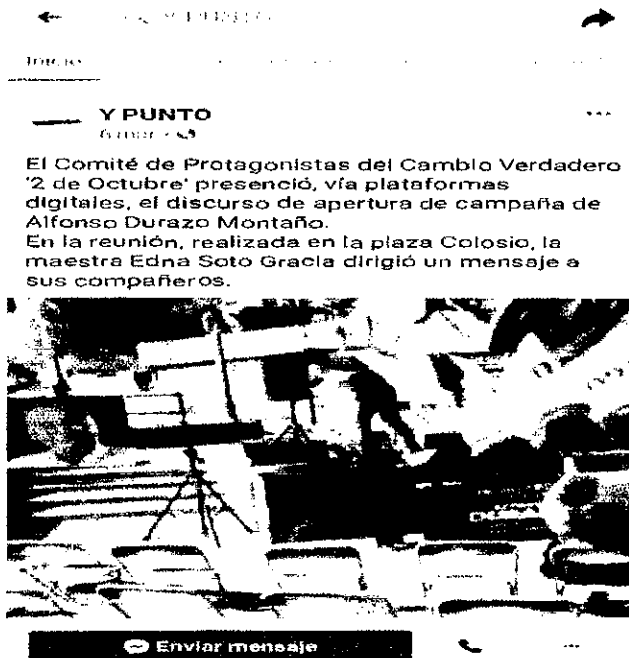 Inicio
Y PUNTO
El Comité de Protagonistas del Cambio Verdadero
'2 de Octubre' presenció, vía plataformas
digitales, el discurso de apertura de campaña de
Alfonso Durazo Montaño.
En la reunión, realizada en la plaza Colosio, la
maestra Edna Soto Gracia dirigió un mensaje a
sus compañeros.
Enviar mensaje